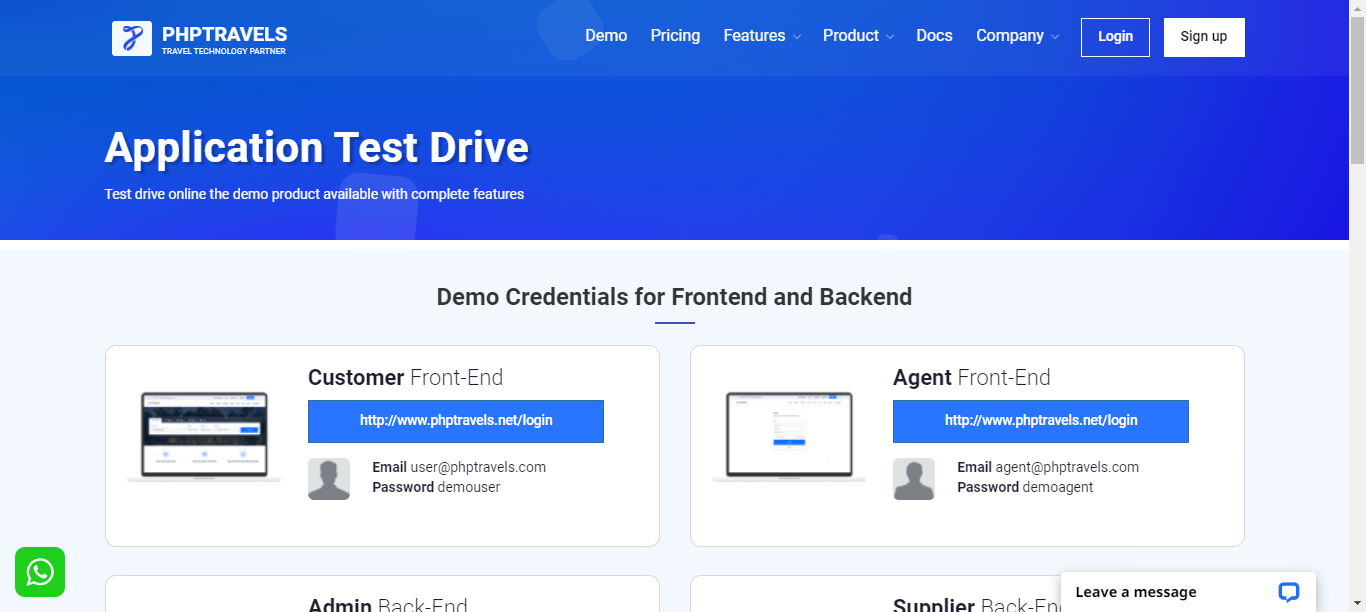 PHPTRAVELS
TRAVEL TECHNOLOGY PARTNER
Demo
Pricing
Features
Product
Docs
Company
Login
Sign up
Application Test Drive
Test drive online the demo product available with complete features
Demo Credentials for Frontend and Backend
Customer Front-End
http://www.phptravels.net/login
Email user@phptravels.com
Password demouser
Agent Front-End
http://www.phptravels.net/login
Email agent@phptravels.com
Password demoagent
Admin Back-End
Supplier Back-End
Leave a message